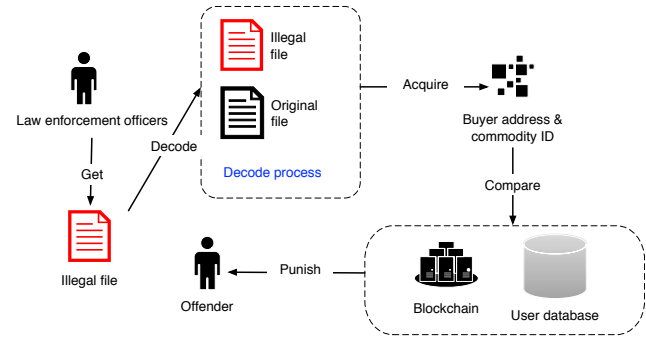 Illegal
file
Original
file
Decode process
Law enforcement officers
Get
Decode
Illegal file
Acquire
Buyer address &
commodity ID
Compare
Blockchain
User database
Punish
Offender